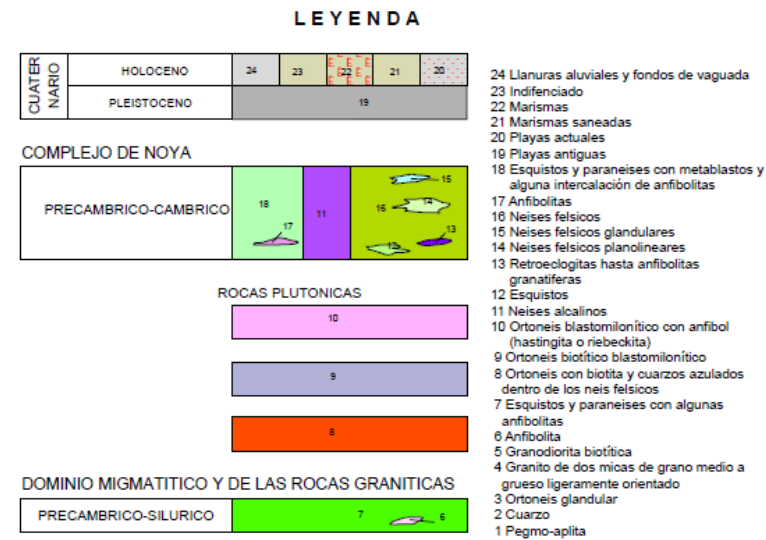 LEYENDA
CUATER
NARIO
HOLOCENO
24
23
22
21
20
PLEISTOCENO
19
COMPLEJO DE NOYA
PRECAMBRICO-CAMBRICO
18
17
11
16
15
14
13
12
ROCAS PLUTONICAS
10
9
8
DOMINIO MIGMATITICO Y DE LAS ROCAS GRANITICAS
PRECAMBRICO-SILURICO
7
6
24 Llanuras aluviales y fondos de vaguada
23 Indifenciado
22 Marismas
21 Marismas saneadas
20 Playas actuales
19 Playas antiguas
18 Esquistos y paraneises con metablastos y
alguna intercalación de anfibolitas
17 Anfibolitas
16 Neises felsicos
15 Neises felsicos glandulares
14 Neises felsicos planolineares
13 Retroeclogitas hasta anfibolitas
granatiferas
12 Esquistos
11 Neises alcalinos
10 Ortoneis blastomilonítico con anfibol
(hastingita o riebeckita)
9 Ortoneis biotítico blastomilonítico
8 Ortoneis con biotita y cuarzos azulados
dentro de los neis felsicos
7 Esquistos y paraneises con algunas
anfibolitas
6 Anfibolita
5 Granodiorita biotítica
4 Granito de dos micas de grano medio a
grueso ligeramente orientado
3 Ortoneis glandular
2 Cuarzo
1 Pegmo-aplita